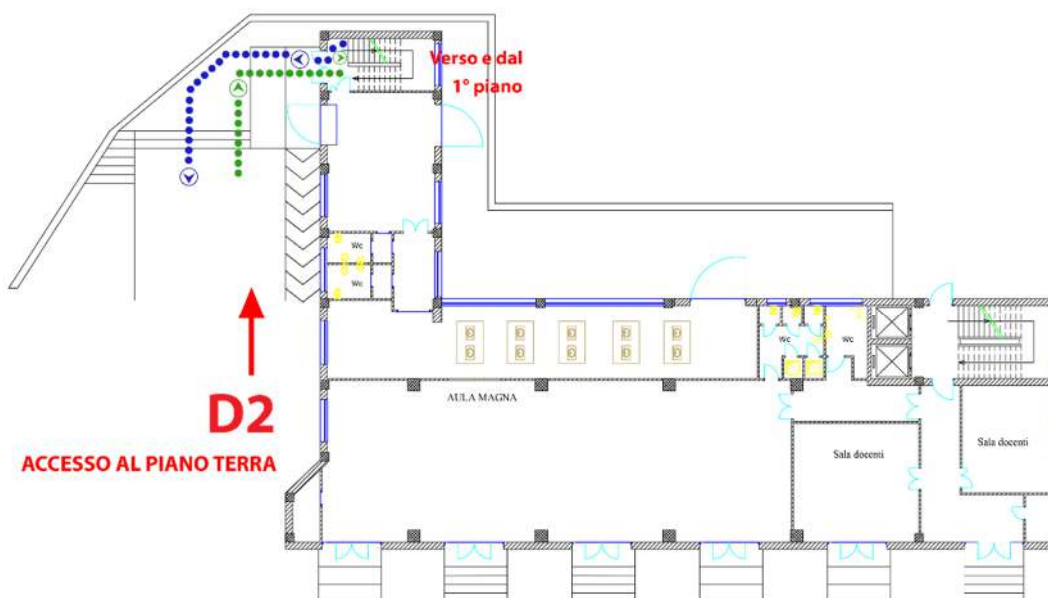 Verso e dal
1° piano
Wc
Wc
Wc
Wc
AULA MAGNA
D2
Sala docenti
Sala docenti
ACCESSO AL PIANO TERRA